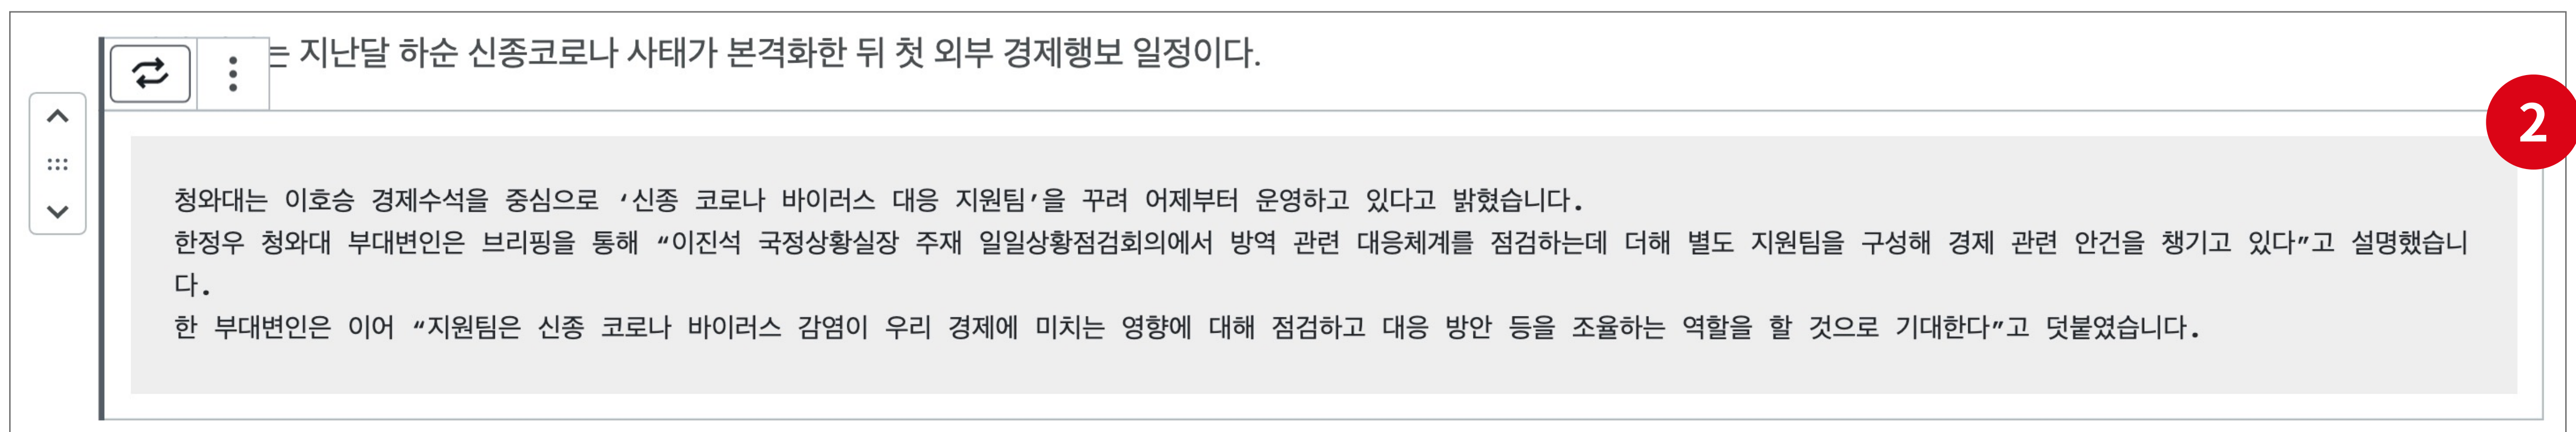 는 지난달 하순 신종코로나 사태가 본격화한 뒤 첫 외부 경제행보 일정이다.
2
청와대는 이호승 경제수석을 중심으로 ‘신종 코로나 바이러스 대응 지원팀’을 꾸려 어제부터 운영하고 있다고 밝혔습니다.
한정우 청와대 부대변인은 브리핑을 통해 “이진석 국정상황실장 주재 일일상황점검회의에서 방역 관련 대응체계를 점검하는데 더해 별도 지원팀을 구성해 경제 관련 안건을 챙기고 있다”고 설명했습니
다.
한 부대변인은 이어 “지원팀은 신종 코로나 바이러스 감염이 우리 경제에 미치는 영향에 대해 점검하고 대응 방안 등을 조율하는 역할을 할 것으로 기대한다”고 덧붙였습니다.